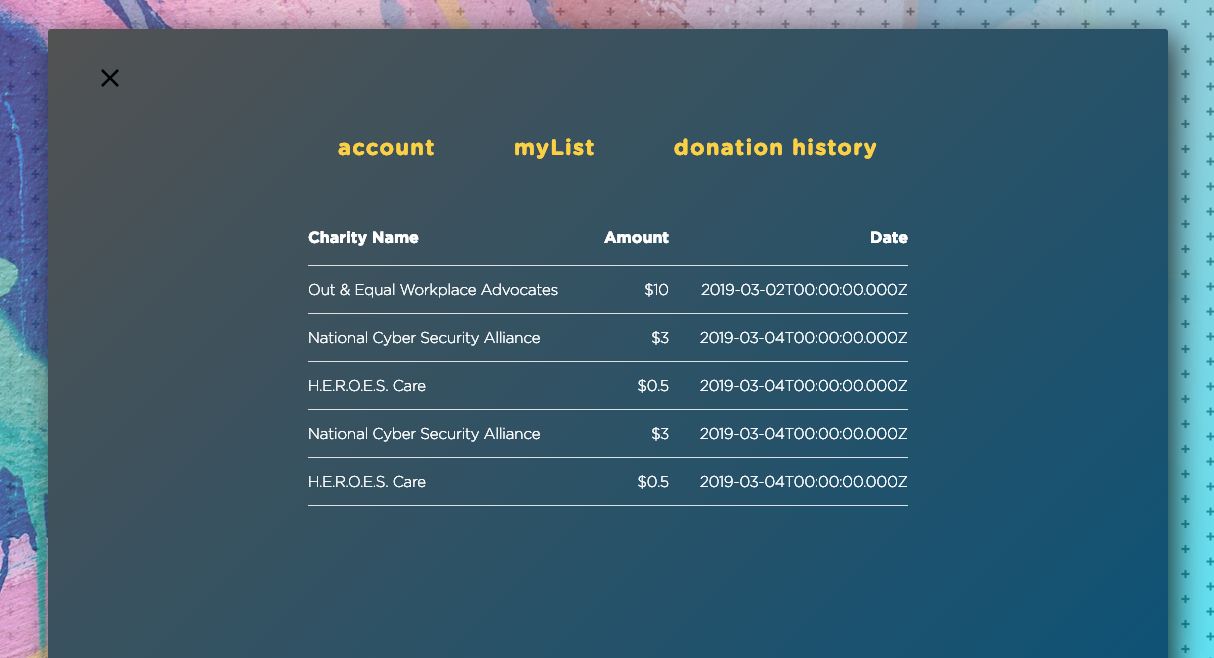 account myList donation history
Charity Name Amount Date
Out & Equal Workplace Advocates $10 2019-03-02T00:00:00.000Z
National Cyber Security Alliance $3 2019-03-04T00:00:00.000Z
H.E.R.O.E.S. Care $0.5 2019-03-04T00:00:00.000Z
National Cyber Security Alliance $3 2019-03-04T00:00:00.000Z
H.E.R.O.E.S. Care $0.5 2019-03-04T00:00:00.000Z